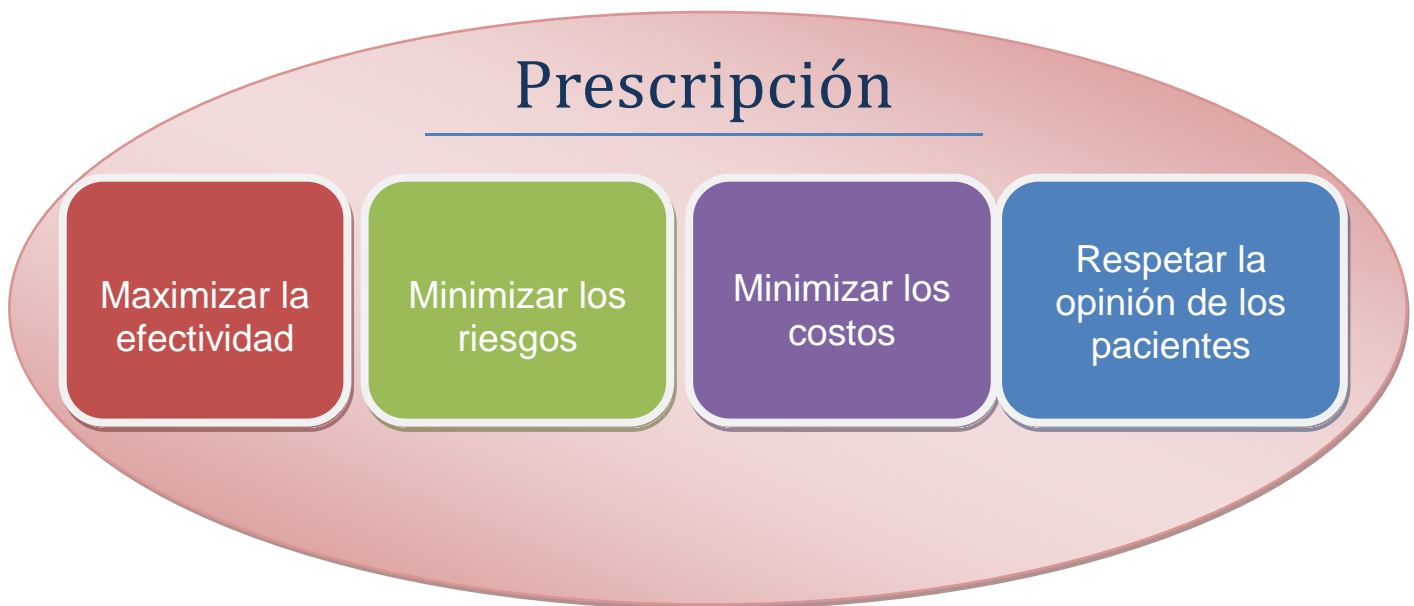 Prescripción
Maximizar la
efectividad
Minimizar los
riesgos
Minimizar los
costos
Respetar la
opinión de los
pacientes